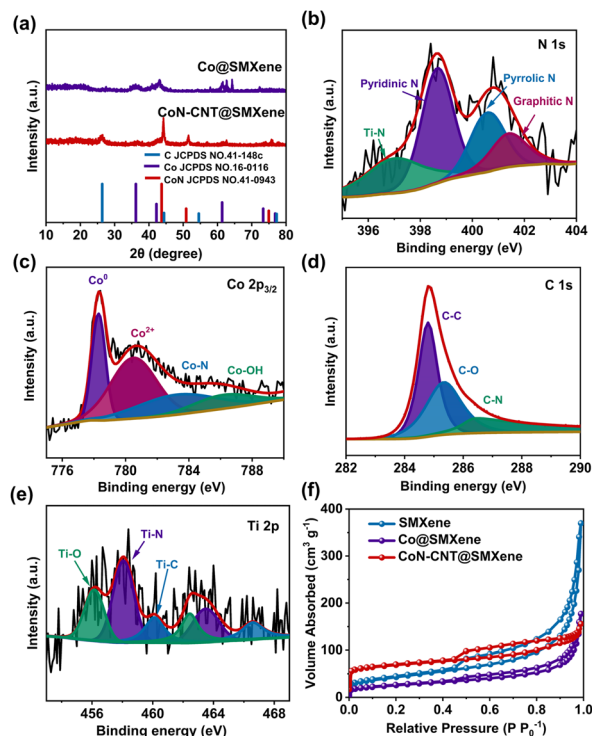 (a)
Co@SMXene
CoN-CNT@SMXene
C JCPDS NO.41-148c
Co JCPDS NO.16-0116
CoN JCPDS NO.41-0943
Intensity (a.u.)
10 20 30 40 50 60 70 80
2θ (degree)
(b)
N 1s
Pyridinic N
Pyrrolic N
Graphitic N
Ti-N
Intensity (a.u.)
396 398 400 402 404
Binding energy (eV)
(c)
Co 2p3/2
Co⁰
Co²⁺
Co-N
Co-OH
Intensity (a.u.)
776 780 784 788
Binding energy (eV)
(d)
C 1s
C-C
C-O
C-N
Intensity (a.u.)
282 284 286 288 290
Binding energy (eV)
(e)
Ti 2p
Ti-N
Ti-O
Ti-C
Intensity (a.u.)
456 460 464 468
Binding energy (eV)
(f)
SMXene
Co@SMXene
CoN-CNT@SMXene
Volume Absorbed (cm³ g⁻¹)
400
300
200
100
0
0.0 0.2 0.4 0.6 0.8 1.0
Relative Pressure (P P₀⁻¹)